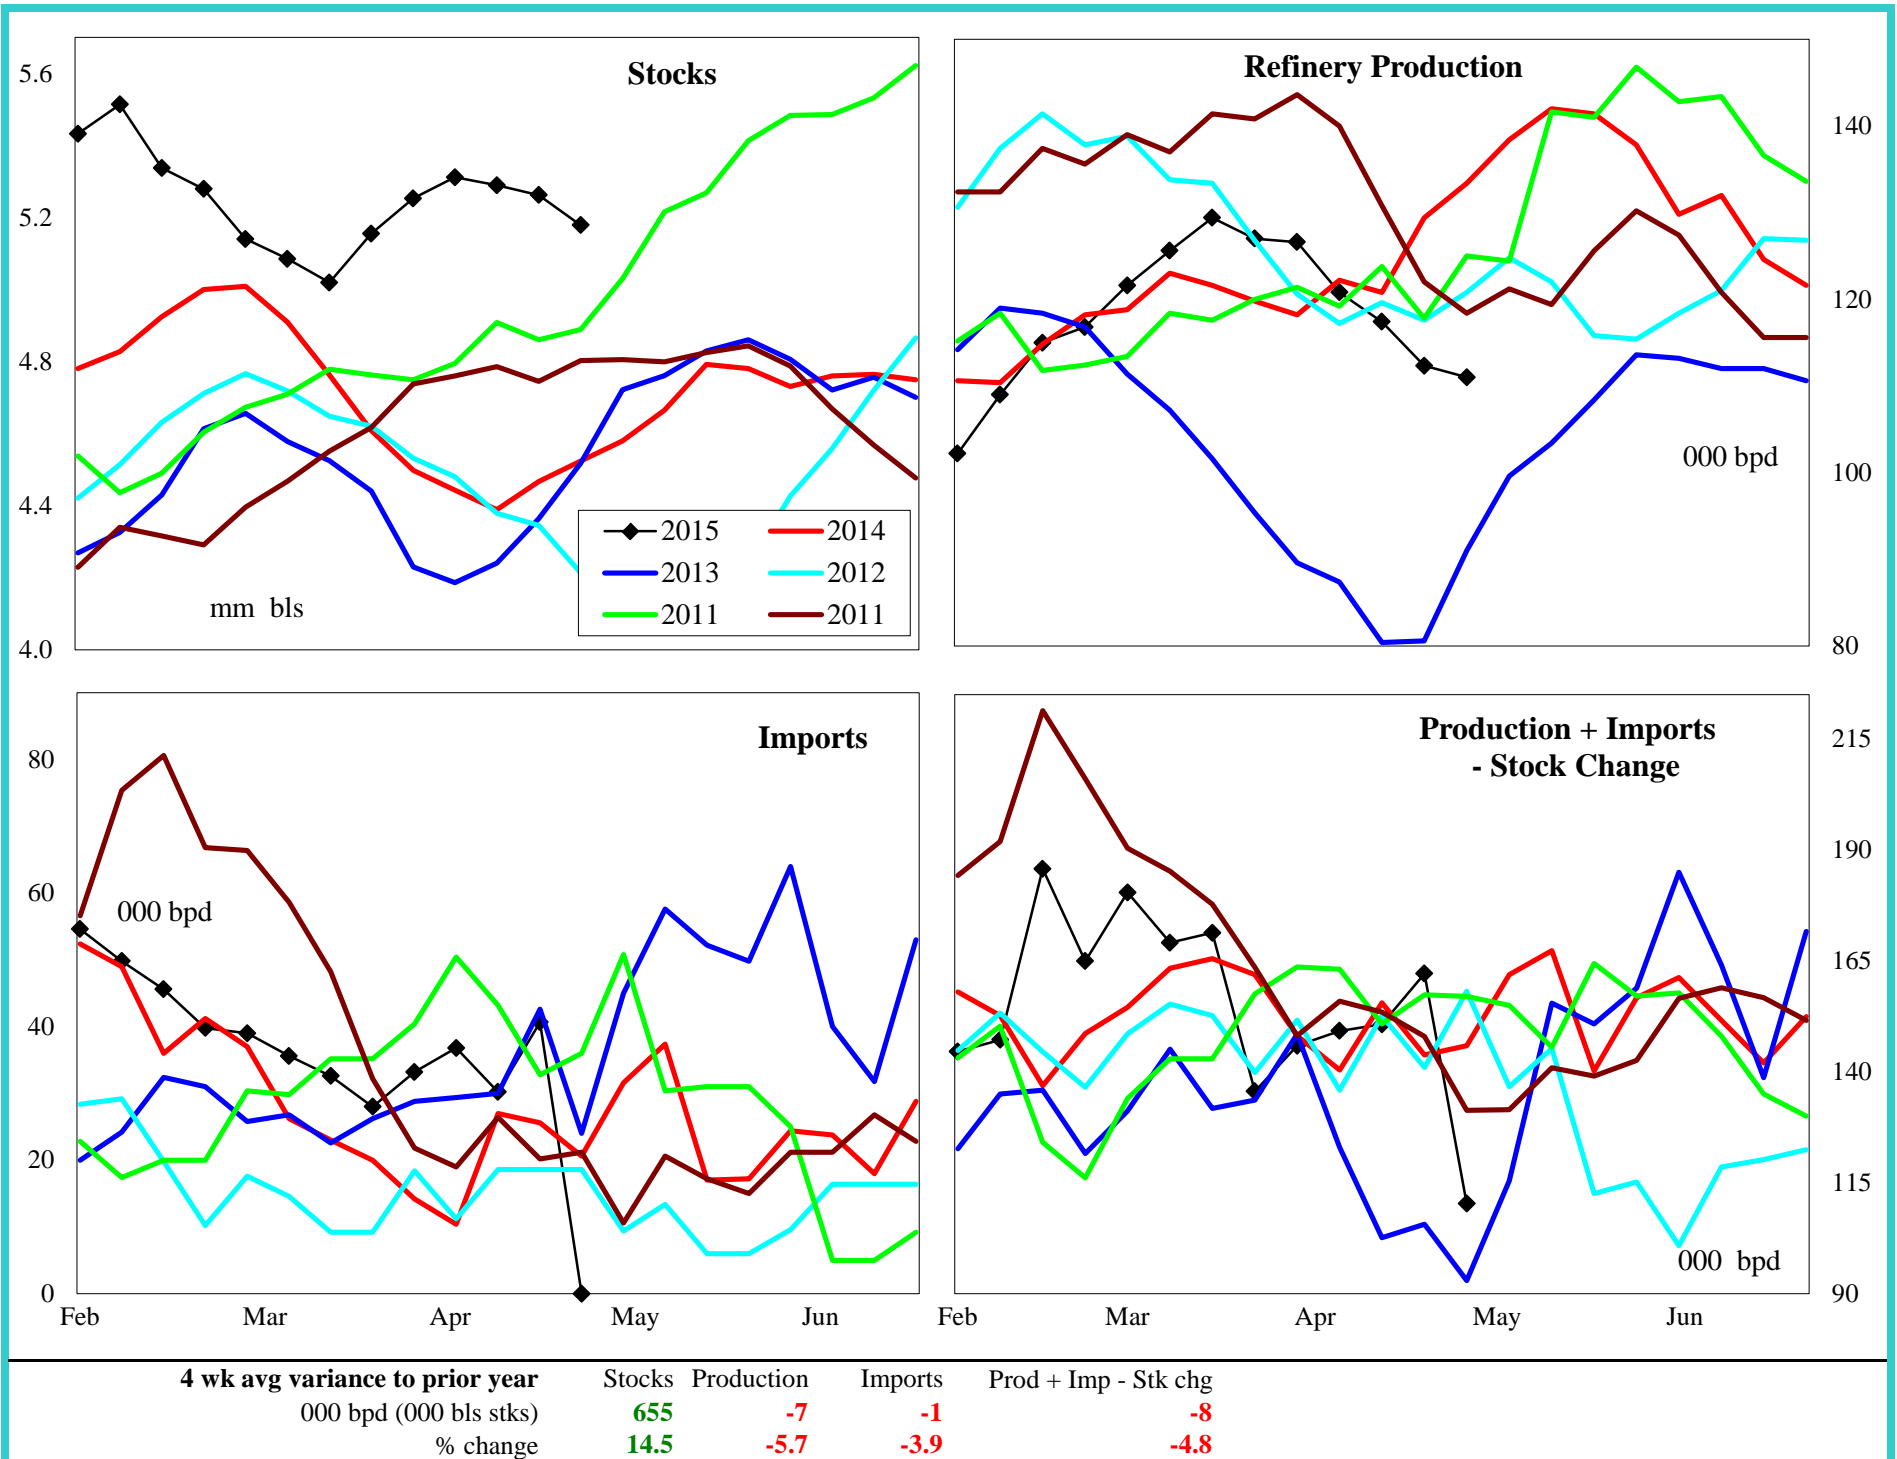 Stocks
5.6
5.2
4.8
4.4
4.0
mm bls
2015 2014
2013 2012
2011 2011
Refinery Production
140
120
100
80
000 bpd
Imports
80
60
40
20
0
000 bpd
Feb Mar Apr May Jun
Production + Imports
- Stock Change
215
190
165
140
115
90
000 bpd
Feb Mar Apr May Jun
4 wk avg variance to prior year Stocks Production Imports Prod + Imp - Stk chg
000 bpd (000 bls stks) 655 -7 -1 -8
% change 14.5 -5.7 -3.9 -4.8